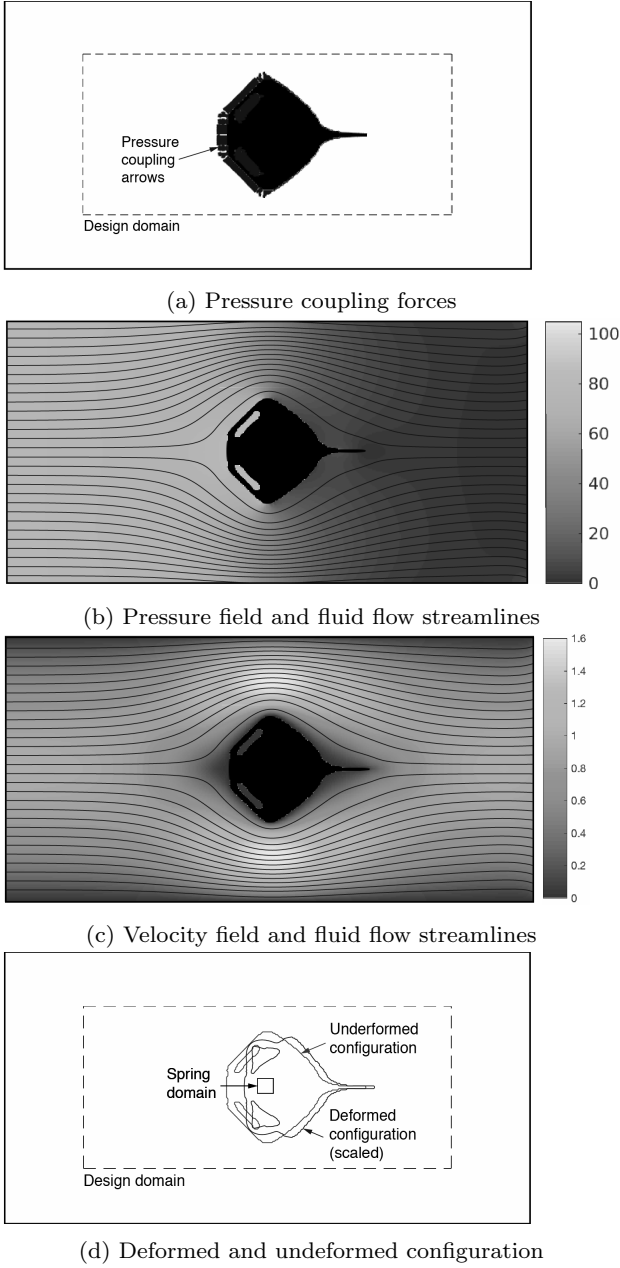 Pressure
coupling
arrows
Design domain
(a) Pressure coupling forces
100
80
60
40
20
0
(b) Pressure field and fluid flow streamlines
1.6
1.4
1.2
1
0.8
0.6
0.4
0.2
0
(c) Velocity field and fluid flow streamlines
Underformed
configuration
Spring
domain
Deformed
configuration
(scaled)
Design domain
(d) Deformed and undeformed configuration